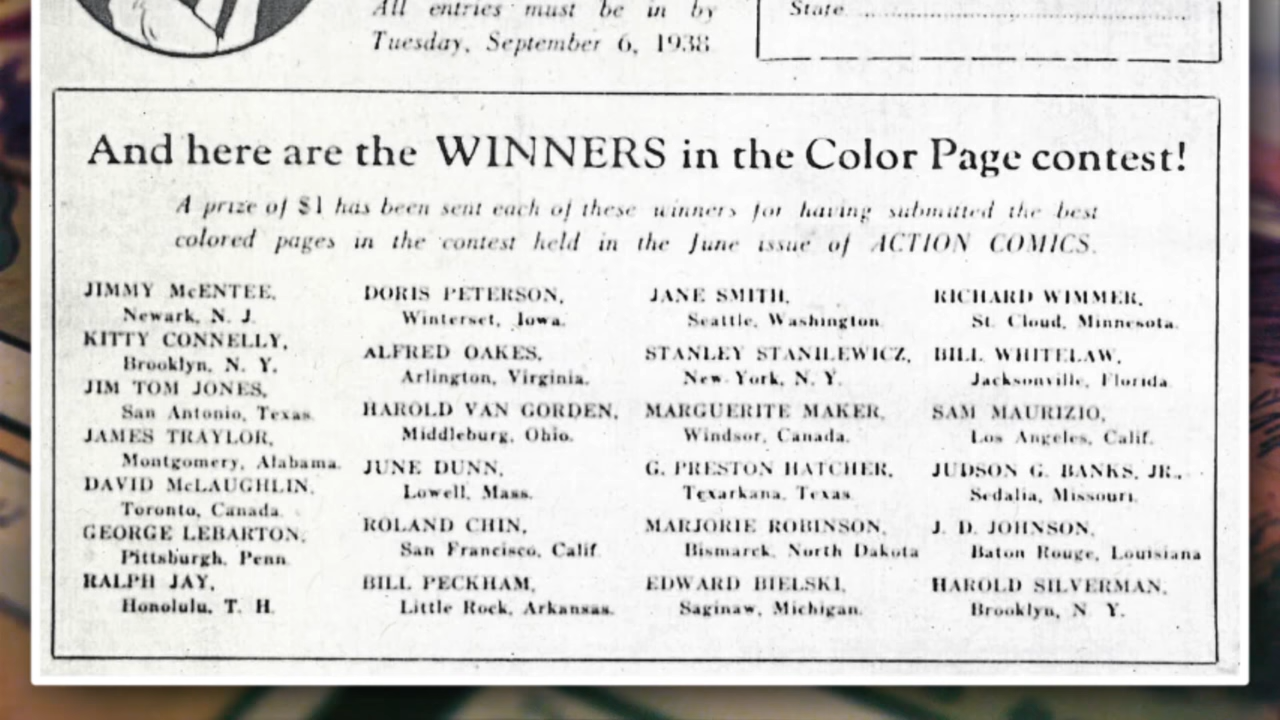 All entries must be in by
Tuesday, September 6, 1938
State
And here are the WINNERS in the Color Page contest!
A prize of $1 has been sent each of these winners for having submitted the best
colored pages in the contest held in the June issue of ACTION COMICS.
JIMMY McENTEE,
Newark, N. J.
KITTY CONNELLY,
Brooklyn, N. Y.
JIM TOM JONES,
San Antonio, Texas.
JAMES TRAYLOR,
Montgomery, Alabama.
DAVID McLAUGHLIN,
Toronto, Canada.
GEORGE LEBARTON,
Pittsburgh, Penn.
RALPH JAY,
Honolulu, T. H.
DORIS PETERSON,
Winterset, Iowa.
ALFRED OAKES,
Arlington, Virginia.
HAROLD VAN GORDEN,
Middleburg, Ohio.
JUNE DUNN,
Lowell, Mass.
ROLAND CHIN,
San Francisco, Calif.
BILL PECKHAM,
Little Rock, Arkansas.
JANE SMITH,
Seattle, Washington
STANLEY STANILEWICZ,
New York, N. Y.
MARGUERITE MAKER,
Windsor, Canada.
G. PRESTON HATCHER,
Texarkana, Texas
MARJORIE ROBINSON,
Bismarck, North Dakota
EDWARD BIELSKI,
Saginaw, Michigan.
RICHARD WIMMER,
St. Cloud, Minnesota.
BILL WHITELAW,
Jacksonville, Florida
SAM MAURIZIO,
Los Angeles, Calif.
JUDSON G. BANKS, JR.,
Sedalia, Missouri.
J. D. JOHNSON,
Baton Rouge, Louisiana
HAROLD SILVERMAN,
Brooklyn, N. Y.